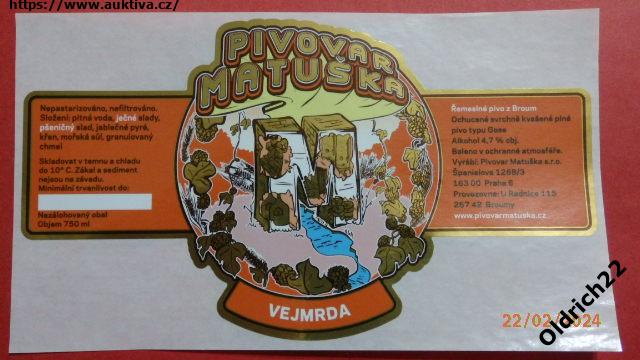 https://www.auktiva.cz/
PIVOVAR
MATUŠKA
Nepasterizováno, nefiltrováno.
Složení: pitná voda, ječné slady,
pšeničný slad, jablečné pyré,
křen, mořská sůl, granulovaný
chmel
Skladovat v temnu a chladu
do 10° C. Zákal a sediment
nejsou na závadu.
Minimální trvanlivost do:
Nezálohovaný obal
Objem 750 ml
Řemeslné pivo z Broum
Ochucené svrchně kvašené plné
pivo typu Gose
Alkohol 4,7 % obj.
Baleno v ochranné atmosféře.
Vyrábí: Pivovar Matuška s.r.o.
Španielova 1268/3
163 00 Praha 6
Provozovna: U Radnice 115
267 42 Broumy
www.pivovarmatuska.cz
VEJMRDA
22/02/2024
Oldrich22